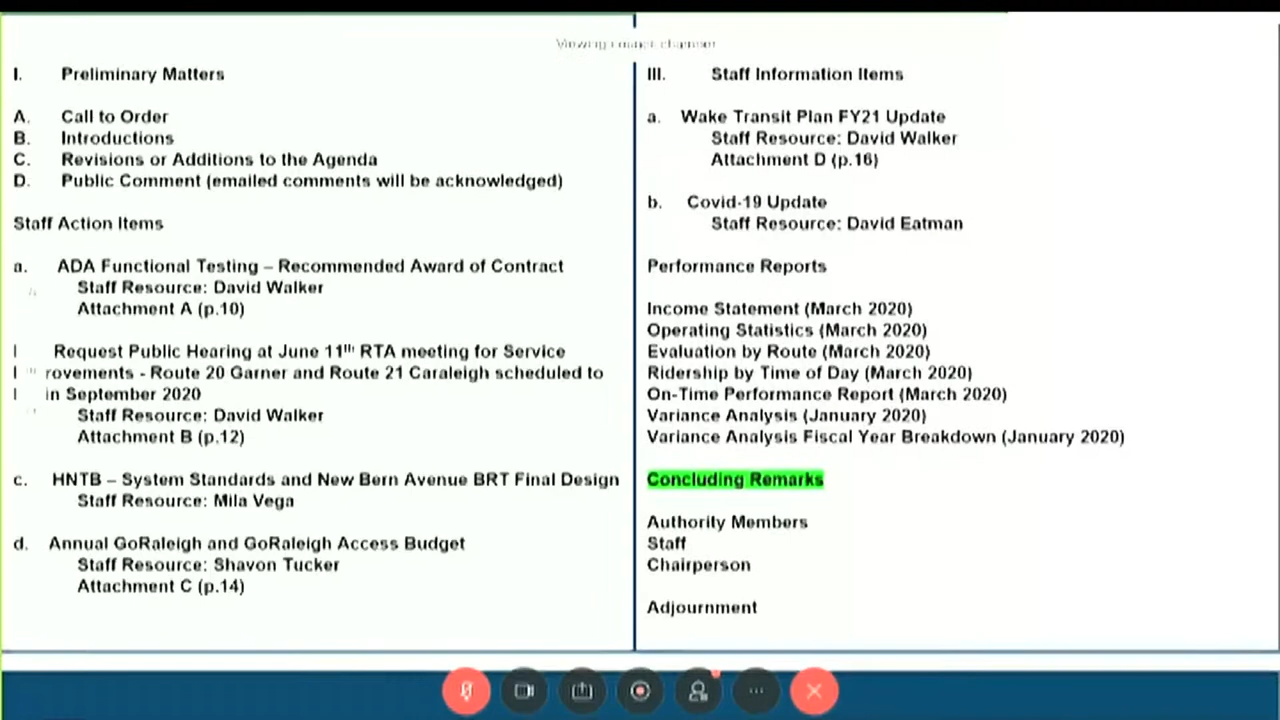 I. Preliminary Matters
A. Call to Order
B. Introductions
C. Revisions or Additions to the Agenda
D. Public Comment (emailed comments will be acknowledged)
Staff Action Items
a. ADA Functional Testing – Recommended Award of Contract
Staff Resource: David Walker
Attachment A (p.10)
Request Public Hearing at June 11th RTA meeting for Service
rovements - Route 20 Garner and Route 21 Caraleigh scheduled to
in September 2020
Staff Resource: David Walker
Attachment B (p.12)
c. HNTB – System Standards and New Bern Avenue BRT Final Design
Staff Resource: Mila Vega
d. Annual GoRaleigh and GoRaleigh Access Budget
Staff Resource: Shavon Tucker
Attachment C (p.14)
III. Staff Information Items
a. Wake Transit Plan FY21 Update
Staff Resource: David Walker
Attachment D (p.16)
b. Covid-19 Update
Staff Resource: David Eatman
Performance Reports
Income Statement (March 2020)
Operating Statistics (March 2020)
Evaluation by Route (March 2020)
Ridership by Time of Day (March 2020)
On-Time Performance Report (March 2020)
Variance Analysis (January 2020)
Variance Analysis Fiscal Year Breakdown (January 2020)
Concluding Remarks
Authority Members
Staff
Chairperson
Adjournment